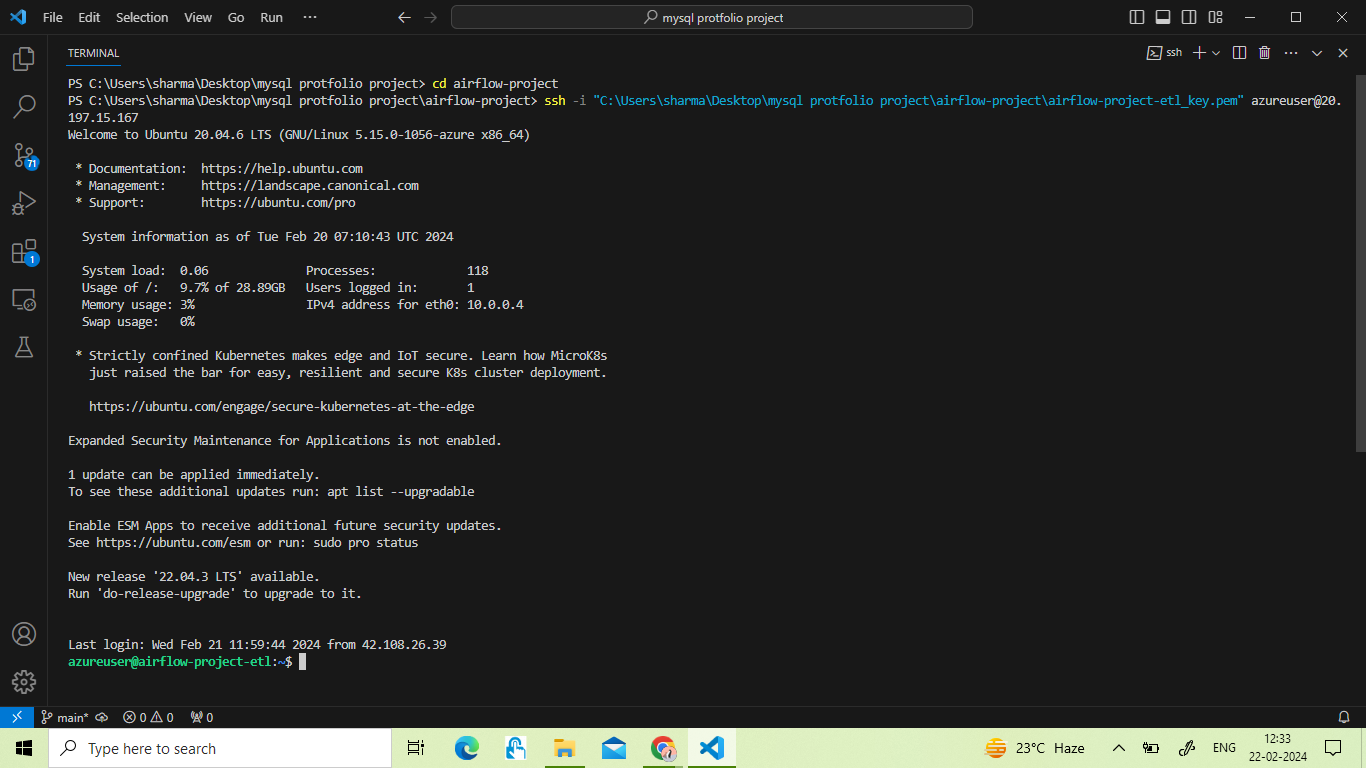 File Edit Selection View Go Run ···
mysql protfolio project
TERMINAL
ssh
PS C:\Users\sharma\Desktop\mysql protfolio project> cd airflow-project
PS C:\Users\sharma\Desktop\mysql protfolio project\airflow-project> ssh -i "C:\Users\sharma\Desktop\mysql protfolio project\airflow-project\airflow-project-etl_key.pem" azureuser@20.
197.15.167
Welcome to Ubuntu 20.04.6 LTS (GNU/Linux 5.15.0-1056-azure x86_64)
* Documentation: https://help.ubuntu.com
* Management: https://landscape.canonical.com
* Support: https://ubuntu.com/pro
System information as of Tue Feb 20 07:10:43 UTC 2024
System load: 0.06 Processes: 118
Usage of /: 9.7% of 28.89GB Users logged in: 1
Memory usage: 3% IPv4 address for eth0: 10.0.0.4
Swap usage: 0%
* Strictly confined Kubernetes makes edge and IoT secure. Learn how MicroK8s
just raised the bar for easy, resilient and secure K8s cluster deployment.
https://ubuntu.com/engage/secure-kubernetes-at-the-edge
Expanded Security Maintenance for Applications is not enabled.
1 update can be applied immediately.
To see these additional updates run: apt list --upgradable
Enable ESM Apps to receive additional future security updates.
See https://ubuntu.com/esm or run: sudo pro status
New release '22.04.3 LTS' available.
Run 'do-release-upgrade' to upgrade to it.
Last login: Wed Feb 21 11:59:44 2024 from 42.108.26.39
azureuser@airflow-project-etl:~$
71
1
main* 0 0 0
Type here to search
23°C Haze
ENG
12:33
22-02-2024